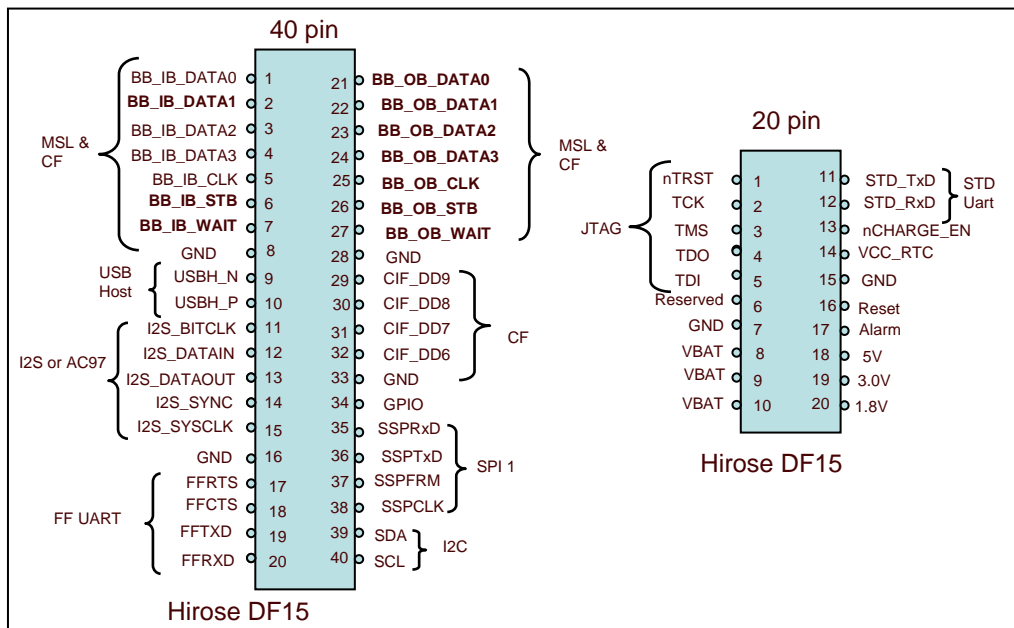 40 pin
MSL &
CF
BB_IB_DATA0 1
BB_IB_DATA1 2
BB_IB_DATA2 3
BB_IB_DATA3 4
BB_IB_CLK 5
BB_IB_STB 6
BB_IB_WAIT 7
GND 8
USB
Host
USBH_N 9
USBH_P 10
I2S or AC97
I2S_BITCLK 11
I2S_DATAIN 12
I2S_DATAOUT 13
I2S_SYNC 14
I2S_SYSCLK 15
GND 16
FF UART
FFRTS 17
FFCTS 18
FFTXD 19
FFRXD 20
21 BB_OB_DATA0
22 BB_OB_DATA1
23 BB_OB_DATA2
24 BB_OB_DATA3
25 BB_OB_CLK
26 BB_OB_STB
27 BB_OB_WAIT
MSL &
CF
28 GND
29 CIF_DD9
30 CIF_DD8
31 CIF_DD7
32 CIF_DD6
33 GND
CF
34 GPIO
35 SSPRxD
36 SSPTxD
37 SSPFRM
38 SSPCLK
SPI 1
39 SDA
40 SCL
I2C
Hirose DF15
20 pin
JTAG
nTRST 1
TCK 2
TMS 3
TDO 4
TDI 5
Reserved 6
GND 7
VBAT 8
VBAT 9
VBAT 10
11 STD_TxD
12 STD_RxD
STD
Uart
13 nCHARGE_EN
14 VCC_RTC
15 GND
16 Reset
17 Alarm
18 5V
19 3.0V
20 1.8V
Hirose DF15